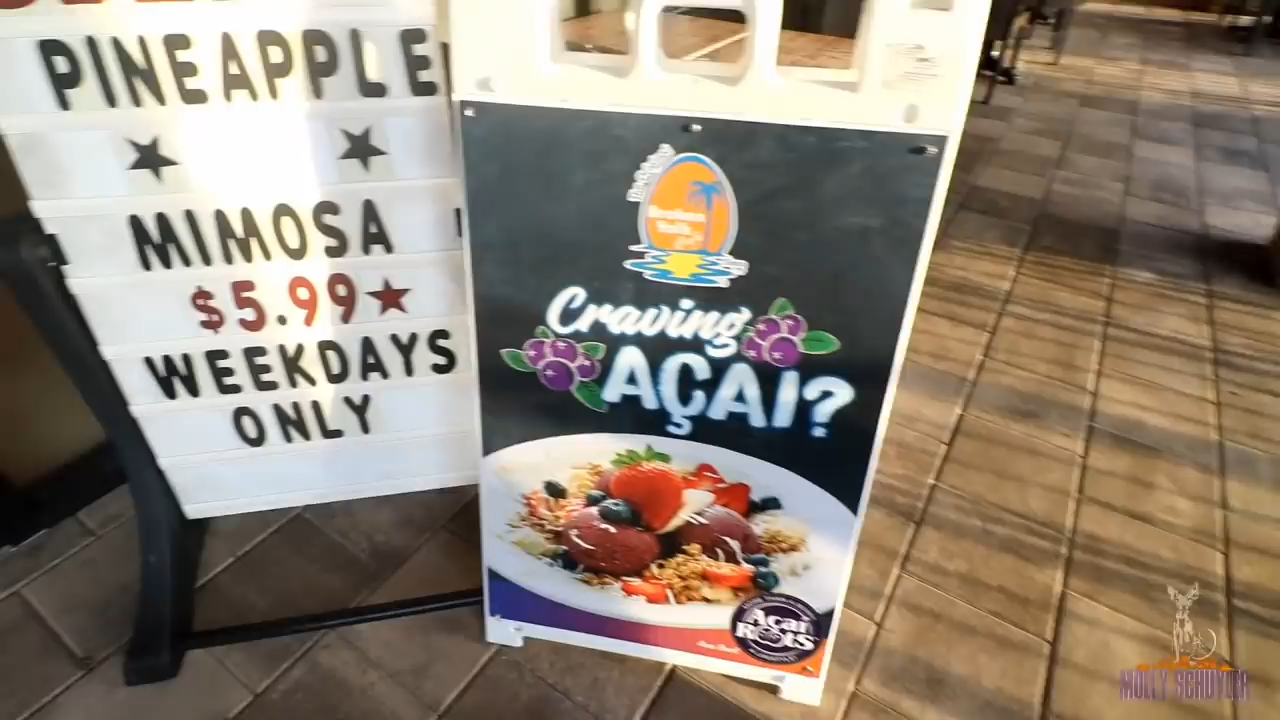 PINEAPPLE
MIMOSA
$5.99
WEEKDAYS
ONLY
Craving
AÇAI?
Açai
Roots
MOLLY SCHUYLER